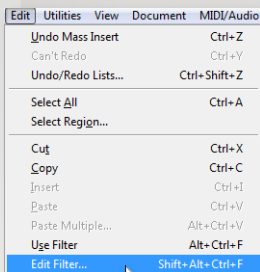 Edit Utilities View Document MIDI/Audio
Undo Mass Insert Ctrl+Z
Can't Redo Ctrl+Y
Undo/Redo Lists... Ctrl+Shift+Z
Select All Ctrl+A
Select Region...
Cut Ctrl+X
Copy Ctrl+C
Insert Ctrl+I
Paste Ctrl+V
Paste Multiple... Alt+Ctrl+V
Use Filter Alt+Ctrl+F
Edit Filter... Shift+Alt+Ctrl+F